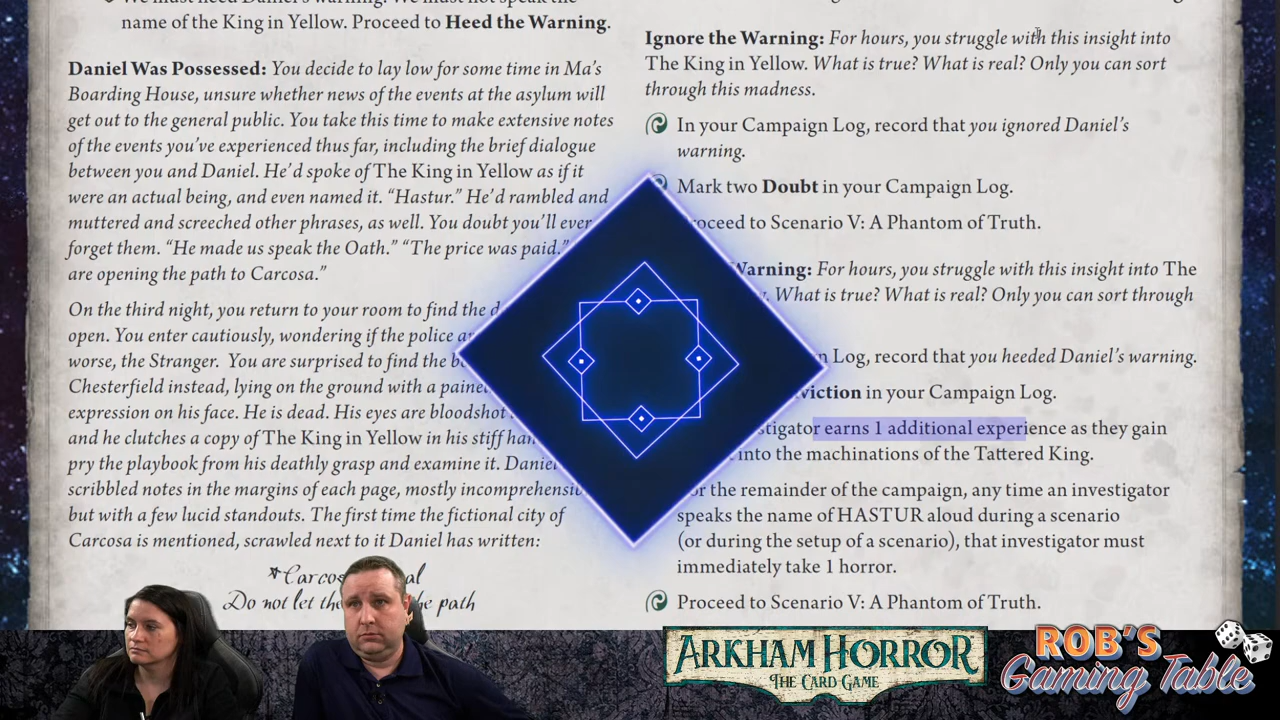 name of the King in Yellow. Proceed to Heed the Warning.
Daniel Was Possessed: You decide to lay low for some time in Ma's
Boarding House, unsure whether news of the events at the asylum will
get out to the general public. You take this time to make extensive notes
of the events you've experienced thus far, including the brief dialogue
between you and Daniel. He'd spoke of The King in Yellow as if it
were an actual being, and even named it. “Hastur.” He'd rambled and
muttered and screeched other phrases, as well. You doubt you'll ever
forget them. “He made us speak the Oath.” “The price was paid.”
are opening the path to Carcosa.”
On the third night, you return to your room to find the
open. You enter cautiously, wondering if the police
worse, the Stranger. You are surprised to find the
Chesterfield instead, lying on the ground with a
expression on his face. He is dead. His eyes are bloodshot
and he clutches a copy of The King in Yellow in his stiff
pry the playbook from his deathly grasp and examine it.
scribbled notes in the margins of each page, mostly
but with a few lucid standouts. The first time the fictional city of
Carcosa is mentioned, scrawled next to it Daniel has written:
Do not let the path
Ignore the Warning: For hours, you struggle with this insight into
The King in Yellow. What is true? What is real? Only you can sort
through this madness.
In your Campaign Log, record that you ignored Daniel's
warning.
Mark two Doubt in your Campaign Log.
Proceed to Scenario V: A Phantom of Truth.
Warning: For hours, you struggle with this insight into The
What is true? What is real? Only you can sort through
Log, record that you heeded Daniel's warning.
in your Campaign Log.
earns 1 additional experience as they gain
into the machinations of the Tattered King.
For the remainder of the campaign, any time an investigator
speaks the name of HASTUR aloud during a scenario
(or during the setup of a scenario), that investigator must
immediately take 1 horror.
Proceed to Scenario V: A Phantom of Truth.
ARKHAM HORROR
THE CARD GAME
ROB'S
Gaming Table